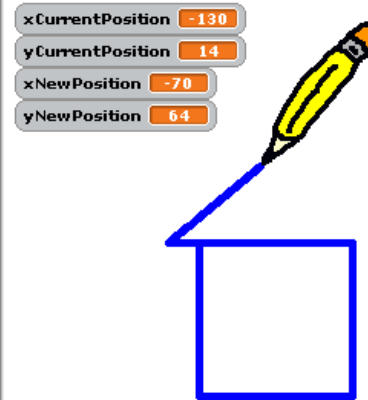 xCurrentPosition -130
yCurrentPosition 14
xNewPosition -70
yNewPosition 64